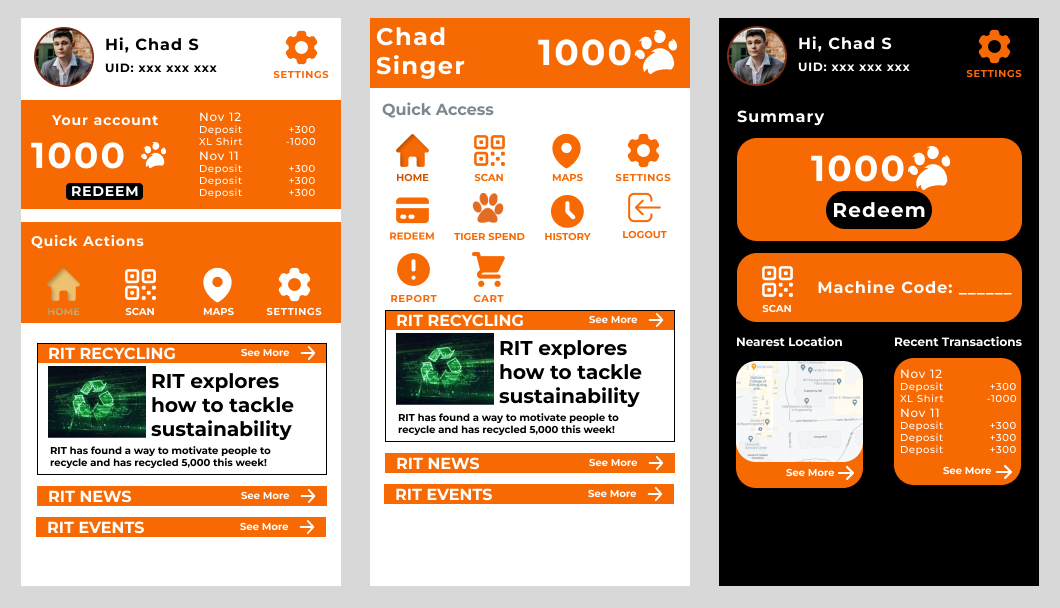 Hi, Chad S
UID: xxx xxx xxx
SETTINGS
Your account
1000
REDEEM
Nov 12
Deposit +300
XL Shirt -1000
Nov 11
Deposit +300
Deposit +300
Deposit +300
Quick Actions
HOME
SCAN
MAPS
SETTINGS
RIT RECYCLING
See More
RIT explores
how to tackle
sustainability
RIT has found a way to motivate people to
recycle and has recycled 5,000 this week!
RIT NEWS
See More
RIT EVENTS
See More
Chad
Singer
1000
Quick Access
HOME
SCAN
MAPS
SETTINGS
REDEEM
TIGER SPEND
HISTORY
LOGOUT
REPORT
CART
RIT RECYCLING
See More
RIT explores
how to tackle
sustainability
RIT has found a way to motivate people to
recycle and has recycled 5,000 this week!
RIT NEWS
See More
RIT EVENTS
See More
Hi, Chad S
UID: xxx xxx xxx
SETTINGS
Summary
1000
Redeem
SCAN
Machine Code: ______
Nearest Location
See More
Recent Transactions
Nov 12
Deposit +300
XL Shirt -1000
Nov 11
Deposit +300
Deposit +300
Deposit +300
See More